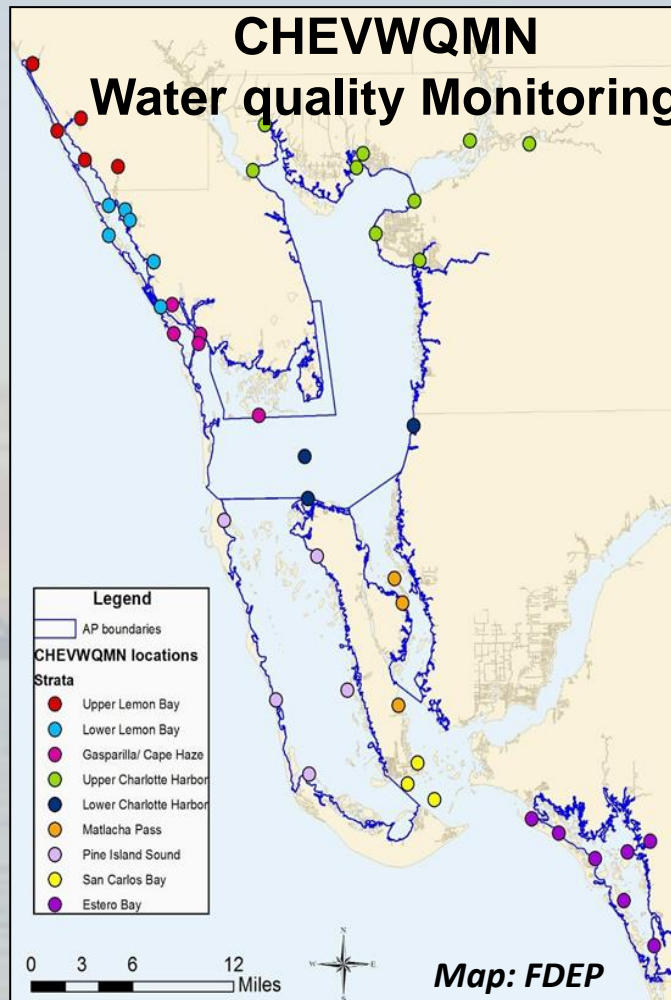 CHEVWQMN
Water quality Monitoring
Legend
AP boundaries
CHEVWQMN locations
Strata
Upper Lemon Bay
Lower Lemon Bay
Gasparilla/ Cape Haze
Upper Charlotte Harbor
Lower Charlotte Harbor
Matlacha Pass
Pine Island Sound
San Carlos Bay
Estero Bay
0 3 6 12
Miles
N
W E
S
Map: FDEP